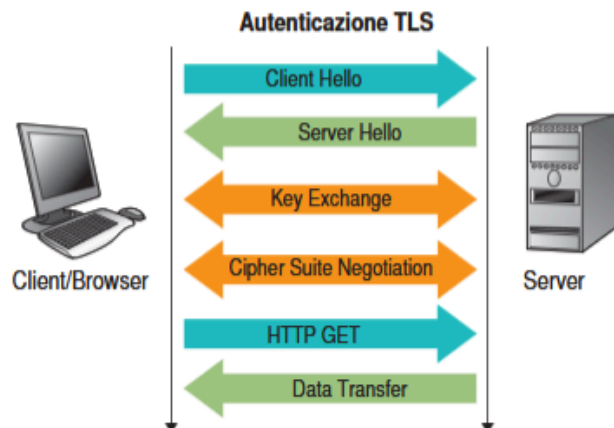 Autenticazione TLS
Client Hello
Server Hello
Key Exchange
Cipher Suite Negotiation
HTTP GET
Data Transfer
Client/Browser
Server